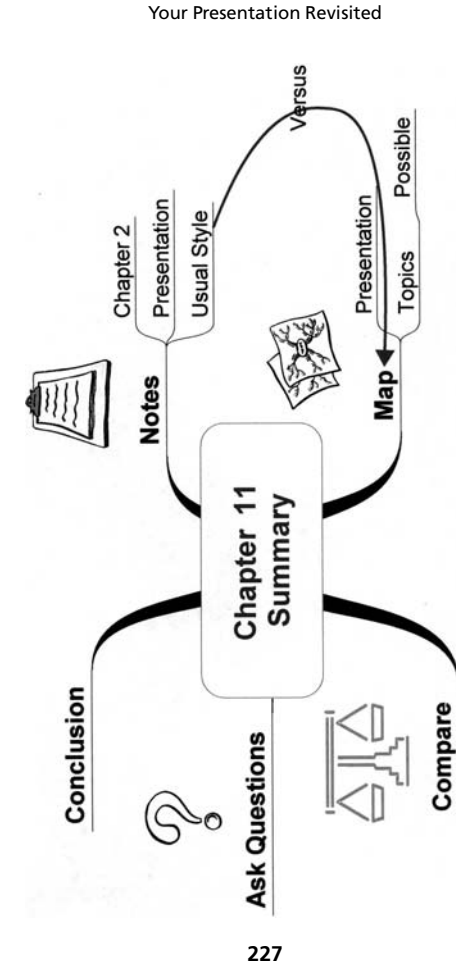 Your Presentation Revisited
Chapter 11
Summary
Notes
Chapter 2
Presentation
Usual Style
Versus
Map
Presentation
Topics
Possible
Compare
Ask Questions
Conclusion
227